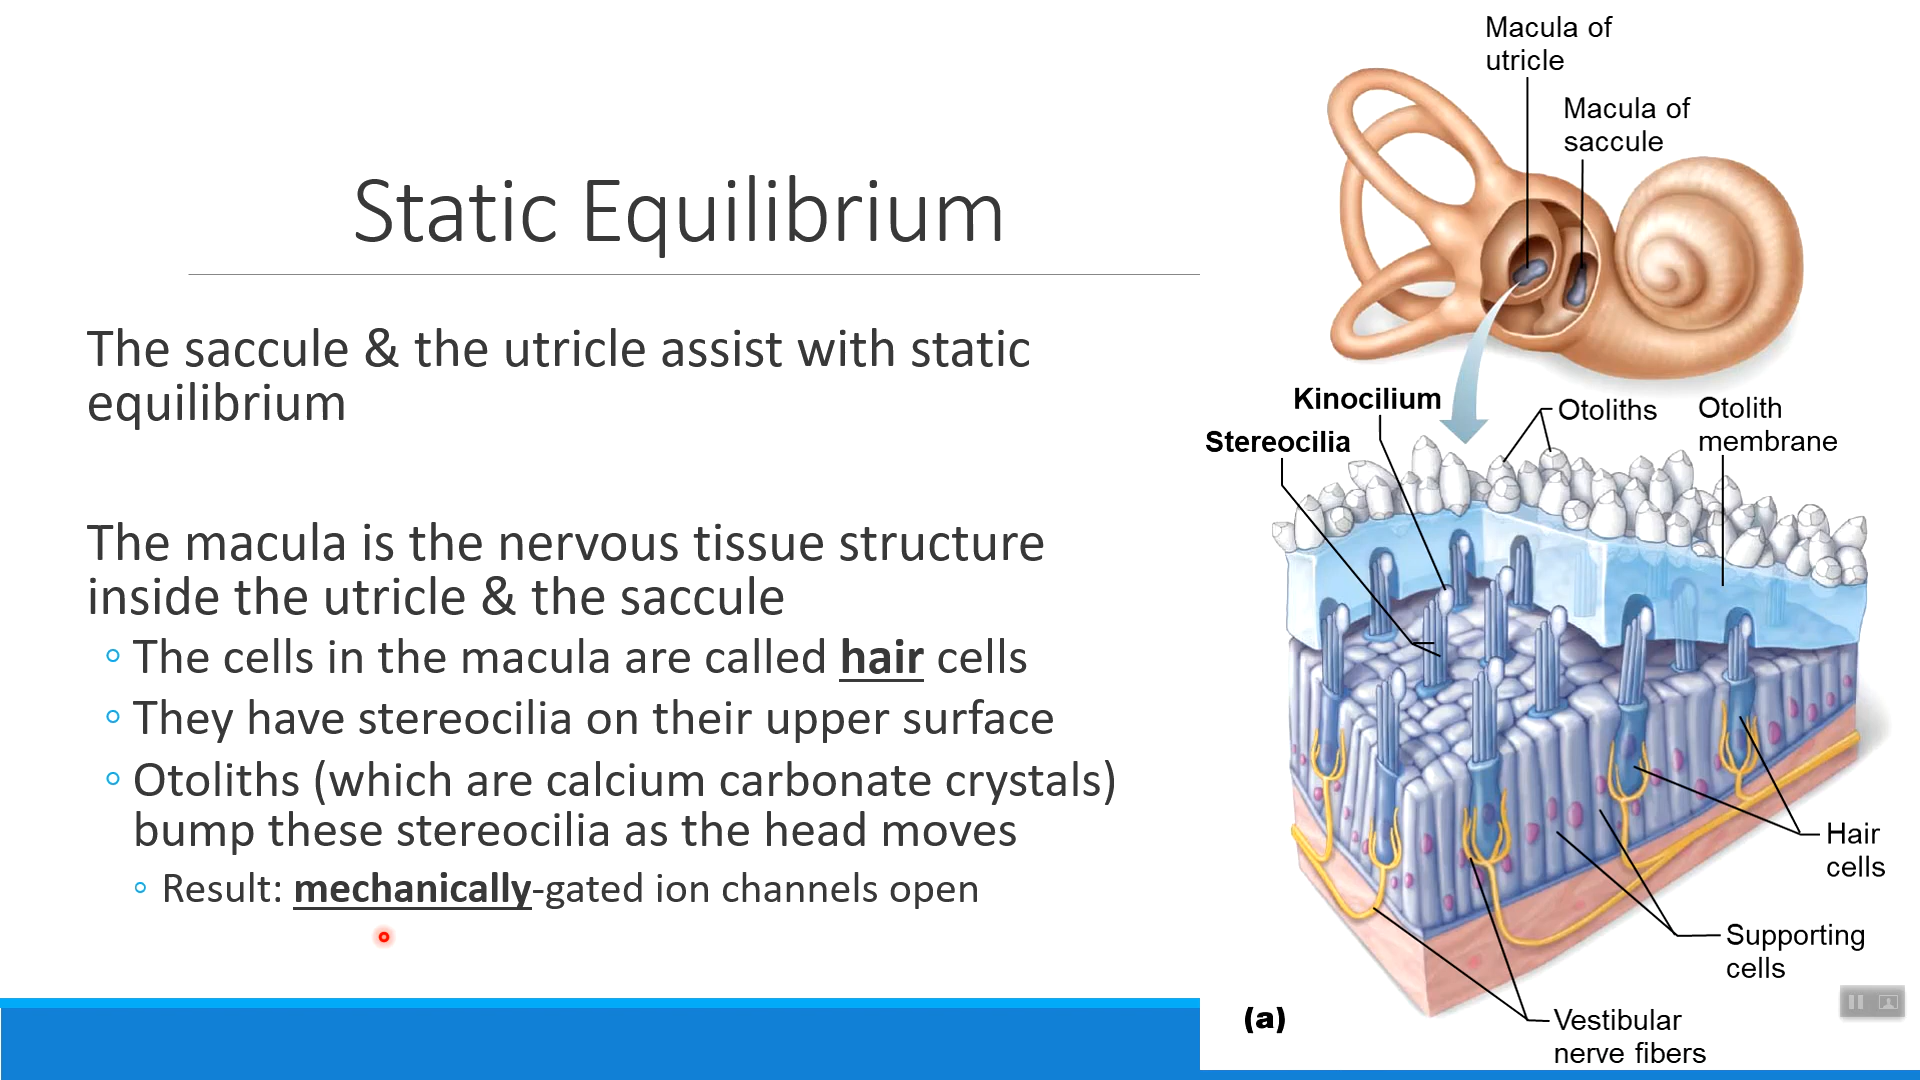 Static Equilibrium
The saccule & the utricle assist with static
equilibrium
The macula is the nervous tissue structure
inside the utricle & the saccule
The cells in the macula are called hair cells
They have stereocilia on their upper surface
Otoliths (which are calcium carbonate crystals)
bump these stereocilia as the head moves
Result: mechanically-gated ion channels open
Macula of
utricle
Macula of
saccule
Kinocilium
Stereocilia
Otoliths
Otolith
membrane
Hair
cells
Supporting
cells
Vestibular
nerve fibers
(a)